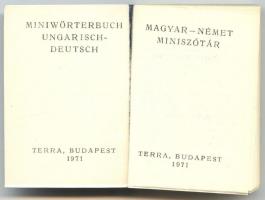 MINIWÖRTERBUCH
UNGARISCH-
DEUTSCH
TERRA, BUDAPEST
1971
MAGYAR–NÉMET
MINISZÓTÁR
TERRA, BUDAPEST
1971